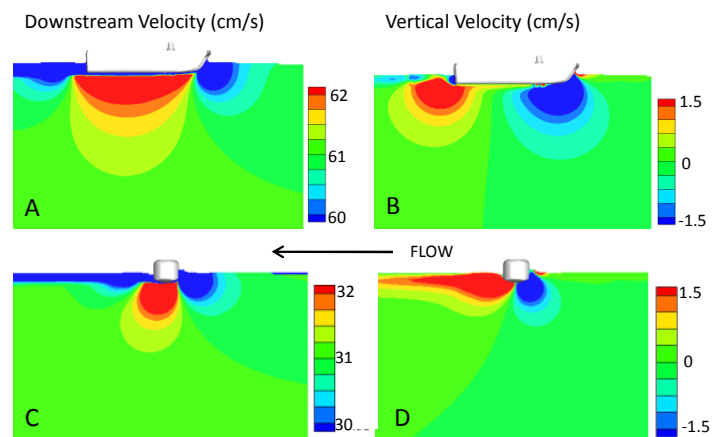 Downstream Velocity (cm/s)
Vertical Velocity (cm/s)
62
61
60
A
1.5
0
-1.5
B
FLOW
32
31
30
C
1.5
0
-1.5
D